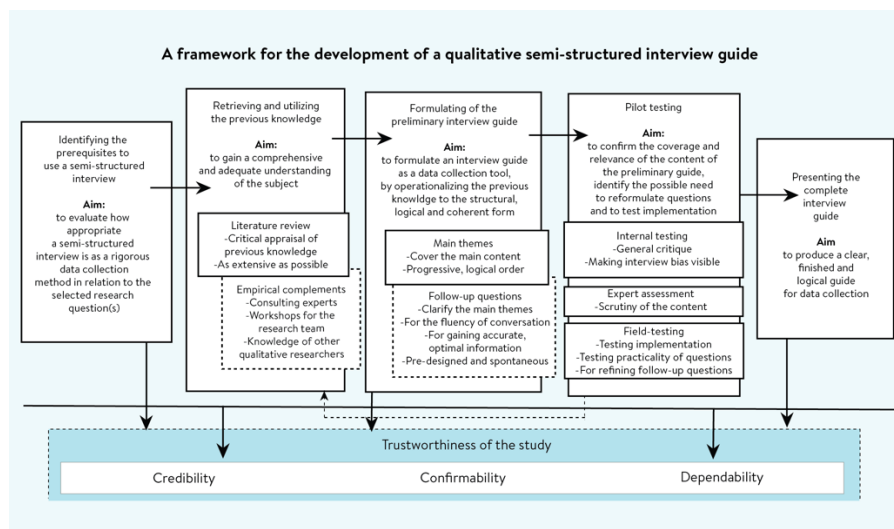 A framework for the development of a qualitative semi-structured interview guide
Identifying the
prerequisites to
use a semi-structured
interview
Aim:
to evaluate how
appropriate
a semi-structured
interview is as a rigorous
data collection
method in relation to the
selected research
question(s)
Retrieving and utilizing
the previous knowledge
Aim:
to gain a comprehensive
and adequate understanding
of the subject
Literature review
-Critical appraisal of
previous knowledge
-As extensive as possible
Empirical complements
-Consulting experts
-Workshops for the
research team
-Knowledge of other
qualitative researchers
Formulating of the
preliminary interview guide
Aim:
to formulate an interview guide
as a data collection tool,
by operationalizing the previous
knowldge to the structural,
logical and coherent form
Main themes
-Cover the main content
-Progressive, logical order
Follow-up questions
-Clarify the main themes
-For the fluency of conversation
-For gaining accurate,
optimal information
-Pre-designed and spontaneous
Pilot testing
Aim:
to confirm the coverage and
relevance of the content of
the preliminary guide,
identify the possible need
to reformulate questions
and to test implementation
Internal testing
-General critique
-Making interview bias visible
Expert assessment
-Scrutiny of the content
Field-testing
-Testing implementation
-Testing practicality of questions
-For refining follow-up questions
Presenting the
complete
interview
guide
Aim
to produce a clear,
finished and
logical guide
for data collection
Trustworthiness of the study
Credibility
Confirmability
Dependability